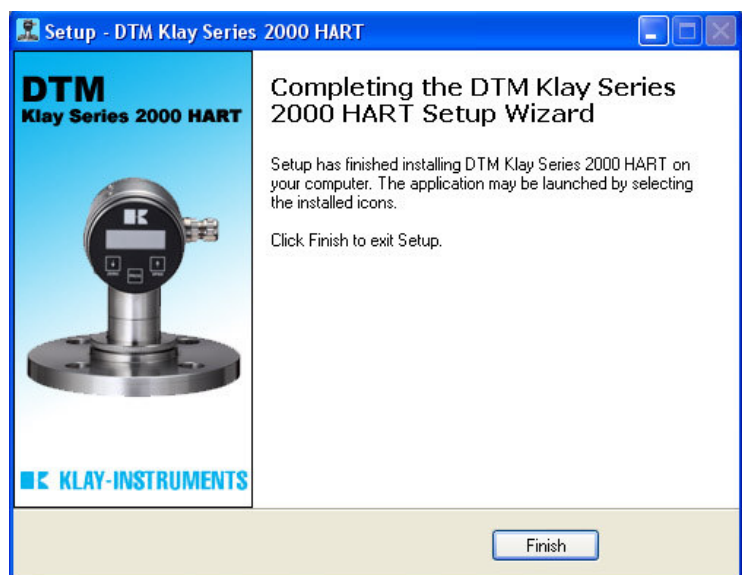 Setup - DTM Klay Series 2000 HART
DTM
Klay Series 2000 HART
KLAY-INSTRUMENTS
Completing the DTM Klay Series
2000 HART Setup Wizard
Setup has finished installing DTM Klay Series 2000 HART on
your computer. The application may be launched by selecting
the installed icons.
Click Finish to exit Setup.
Finish